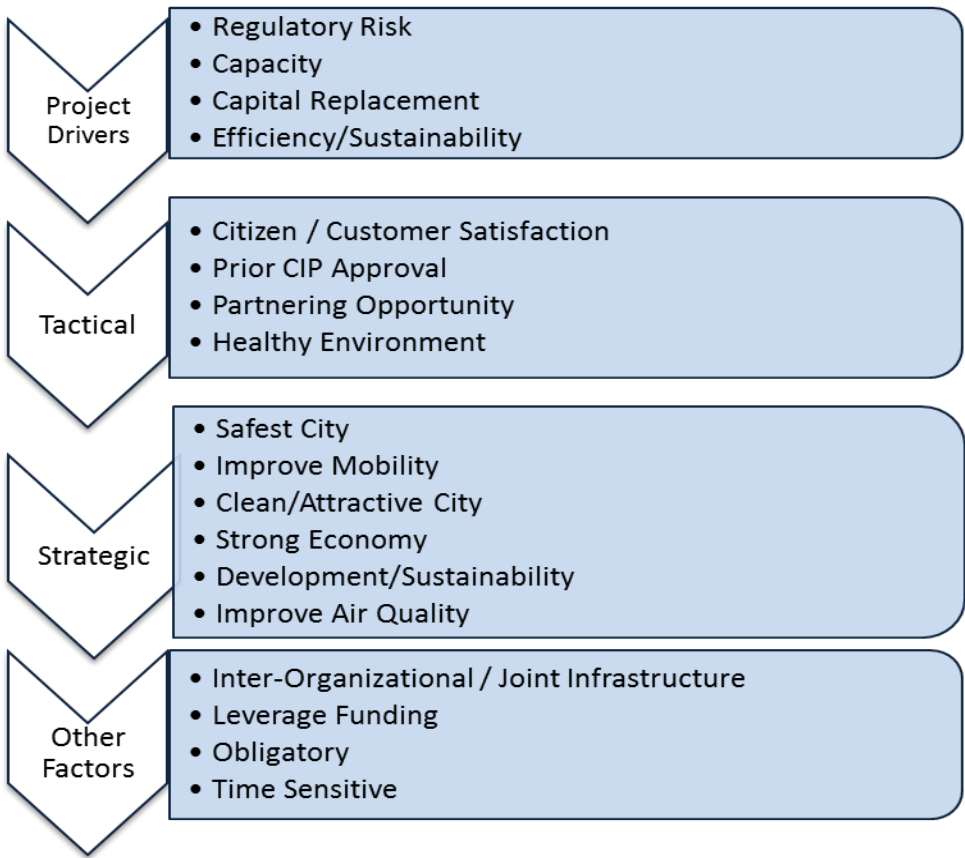 Project
Drivers
• Regulatory Risk
• Capacity
• Capital Replacement
• Efficiency/Sustainability
Tactical
• Citizen / Customer Satisfaction
• Prior CIP Approval
• Partnering Opportunity
• Healthy Environment
Strategic
• Safest City
• Improve Mobility
• Clean/Attractive City
• Strong Economy
• Development/Sustainability
• Improve Air Quality
Other
Factors
• Inter-Organizational / Joint Infrastructure
• Leverage Funding
• Obligatory
• Time Sensitive